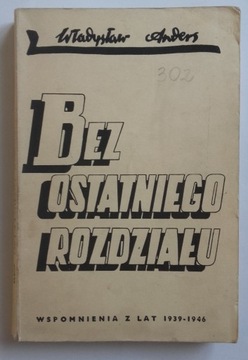 Władysław Anders
302
BEZ
OSTATNIEGO
ROZDZIAŁU
WSPOMNIENIA Z LAT 1939-1946